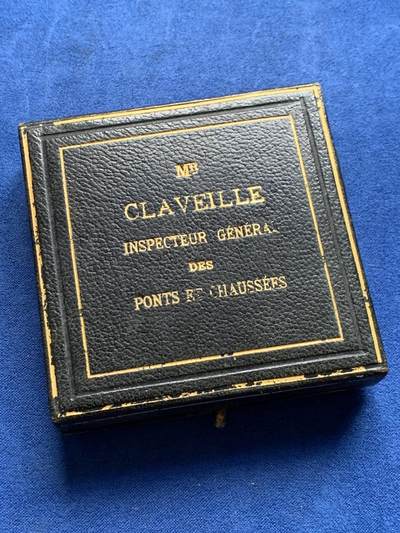 MR
CLAVEILLE
INSPECTEUR GÉNÉRAL
DES
PONTS ET CHAUSSÉES